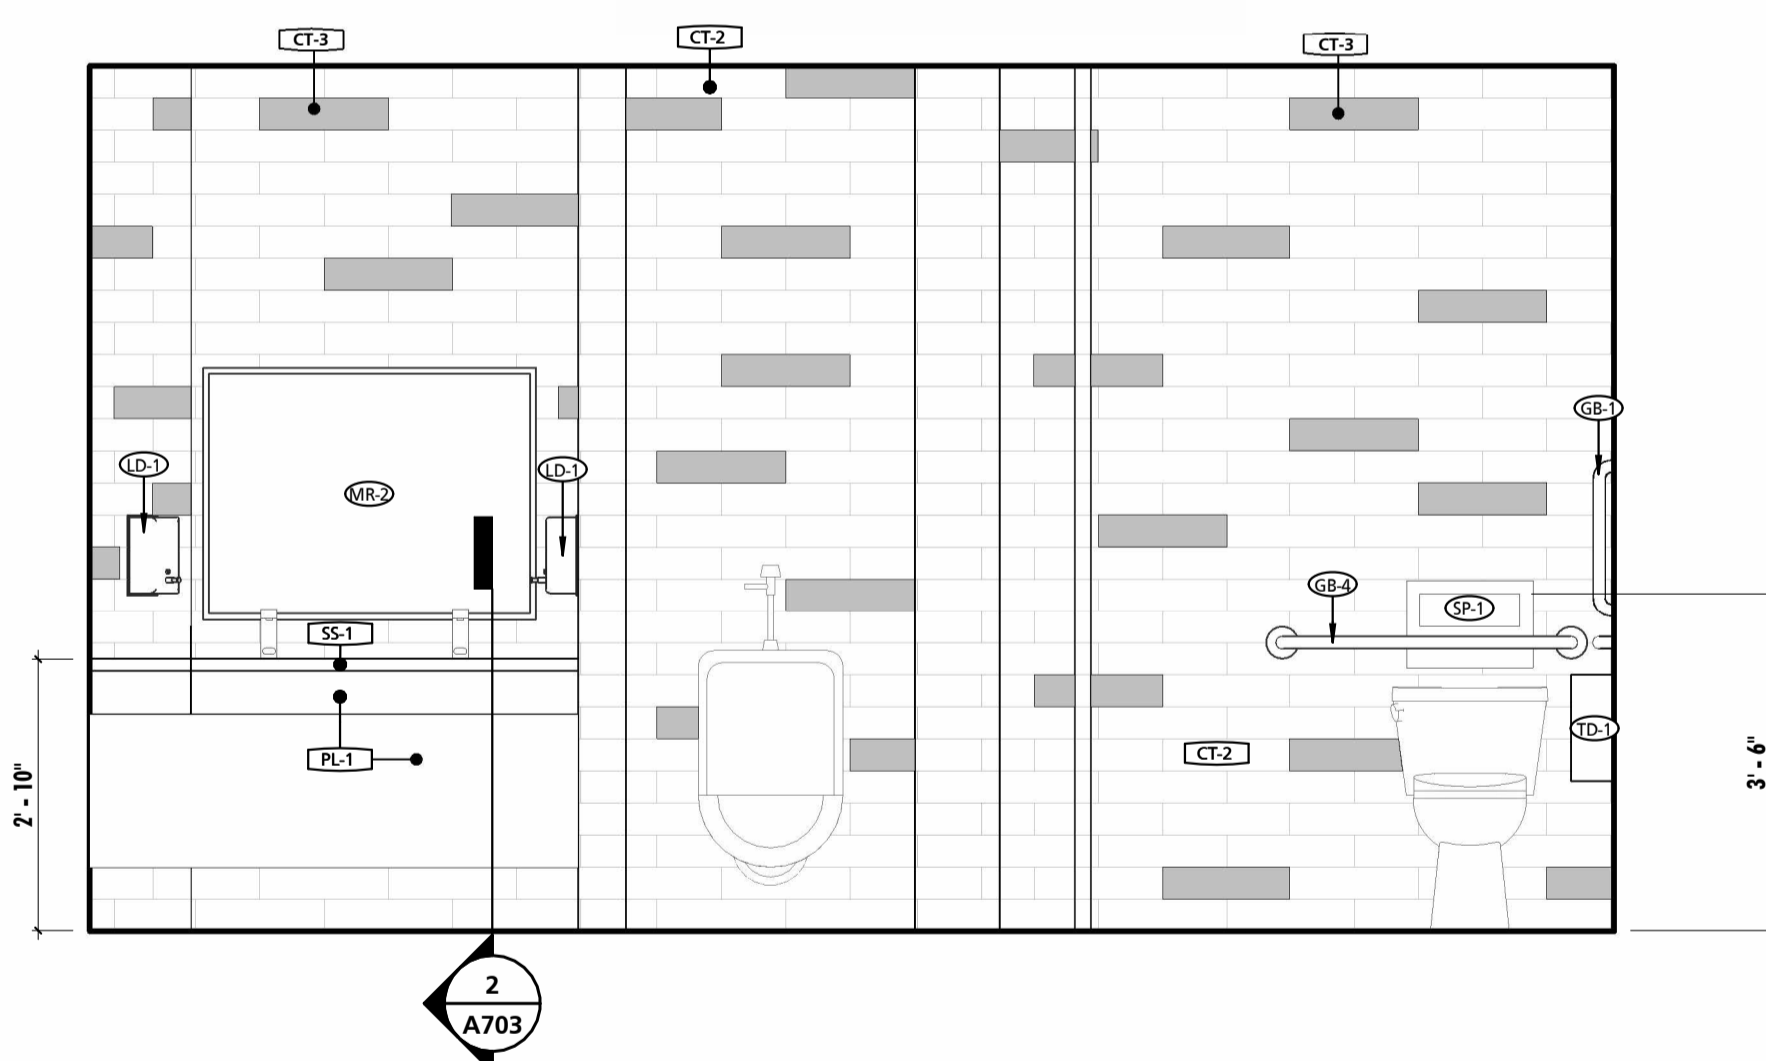 CT-3
CT-2
CT-3
GB-1
LD-1
LD-1
MR-2
GB-4
SP-1
SS-1
TD-1
CT-2
PL-1
2' - 10"
3' - 6"
2
A703